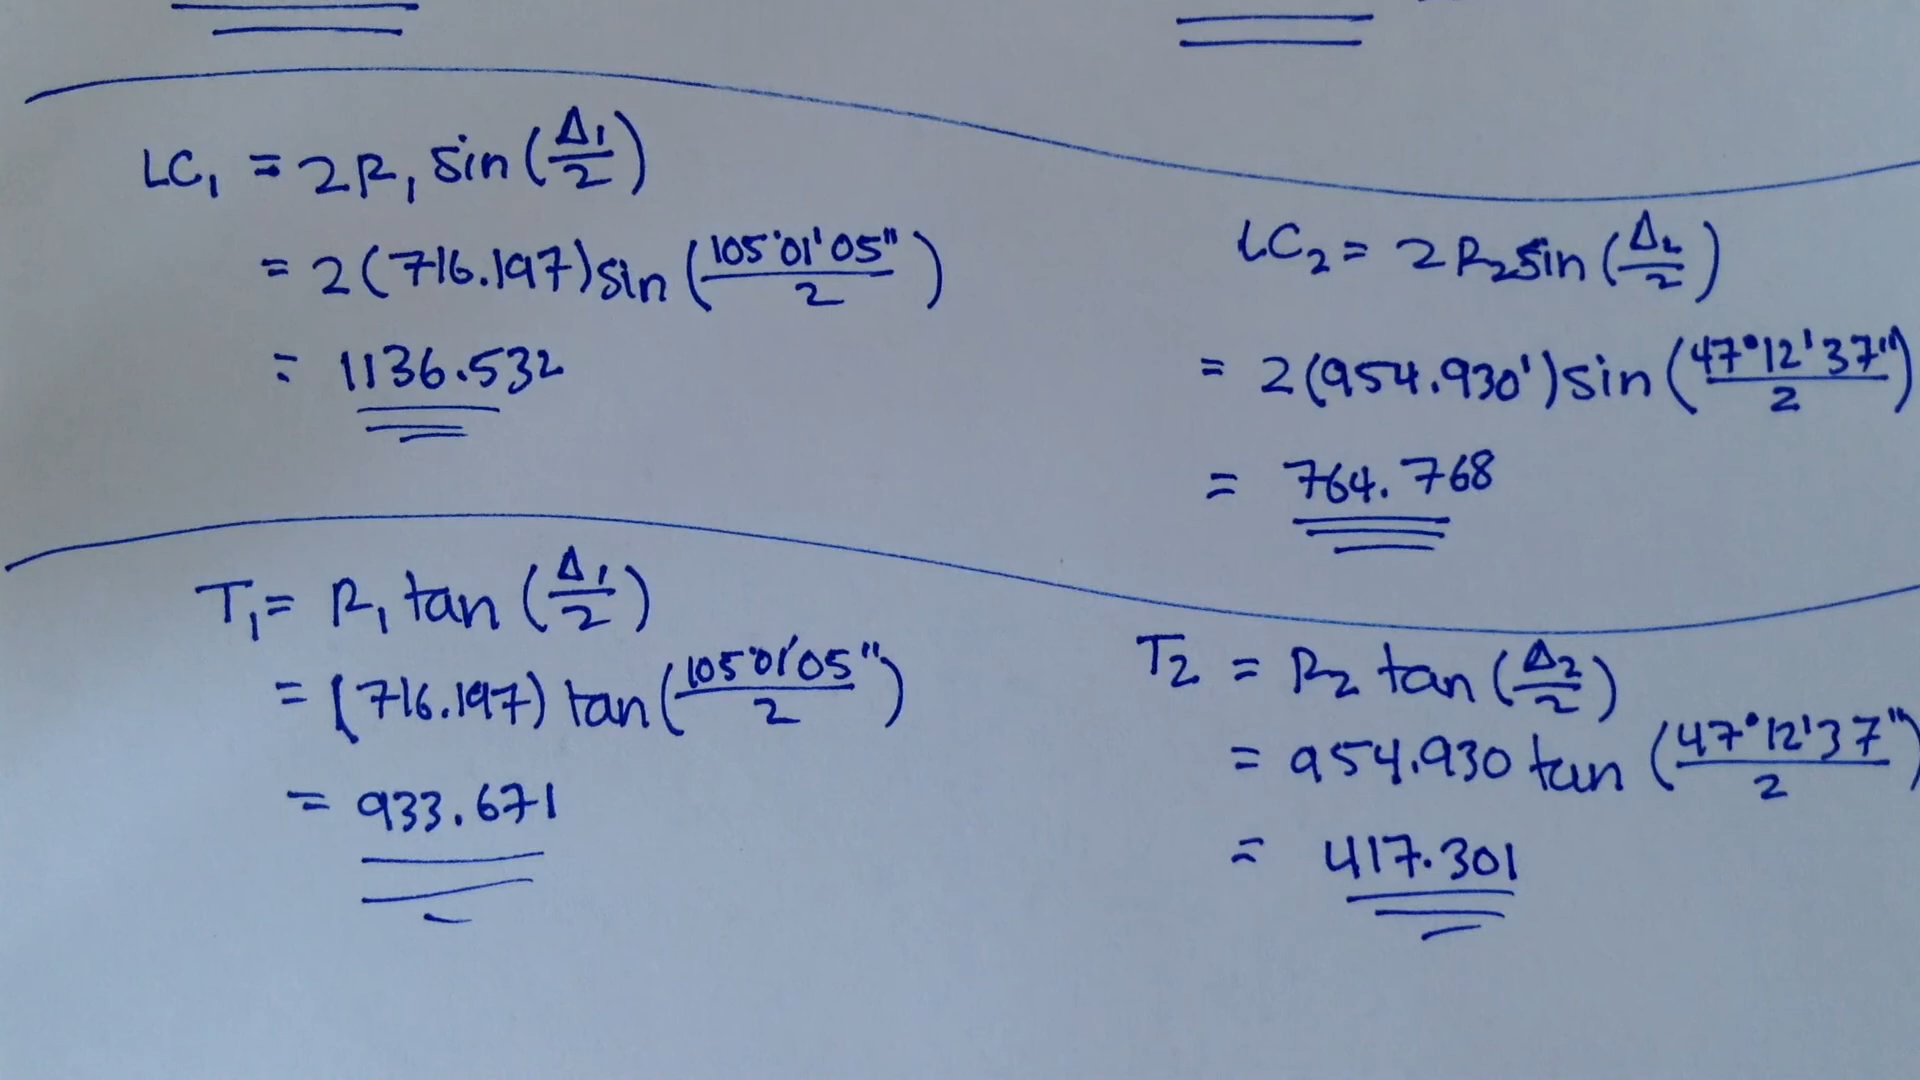 LC₁ = 2R₁ sin(Δ₁/2)
= 2(716.197)sin(105°01'05"/2)
= 1136.532
LC₂ = 2R₂sin(Δ₂/2)
= 2(954.930')sin(47°12'37"/2)
= 764.768
T₁ = R₁ tan(Δ₁/2)
= (716.197) tan(105°01'05"/2)
= 933.671
T₂ = R₂ tan(Δ₂/2)
= 954.930 tan(47°12'37"/2)
= 417.301